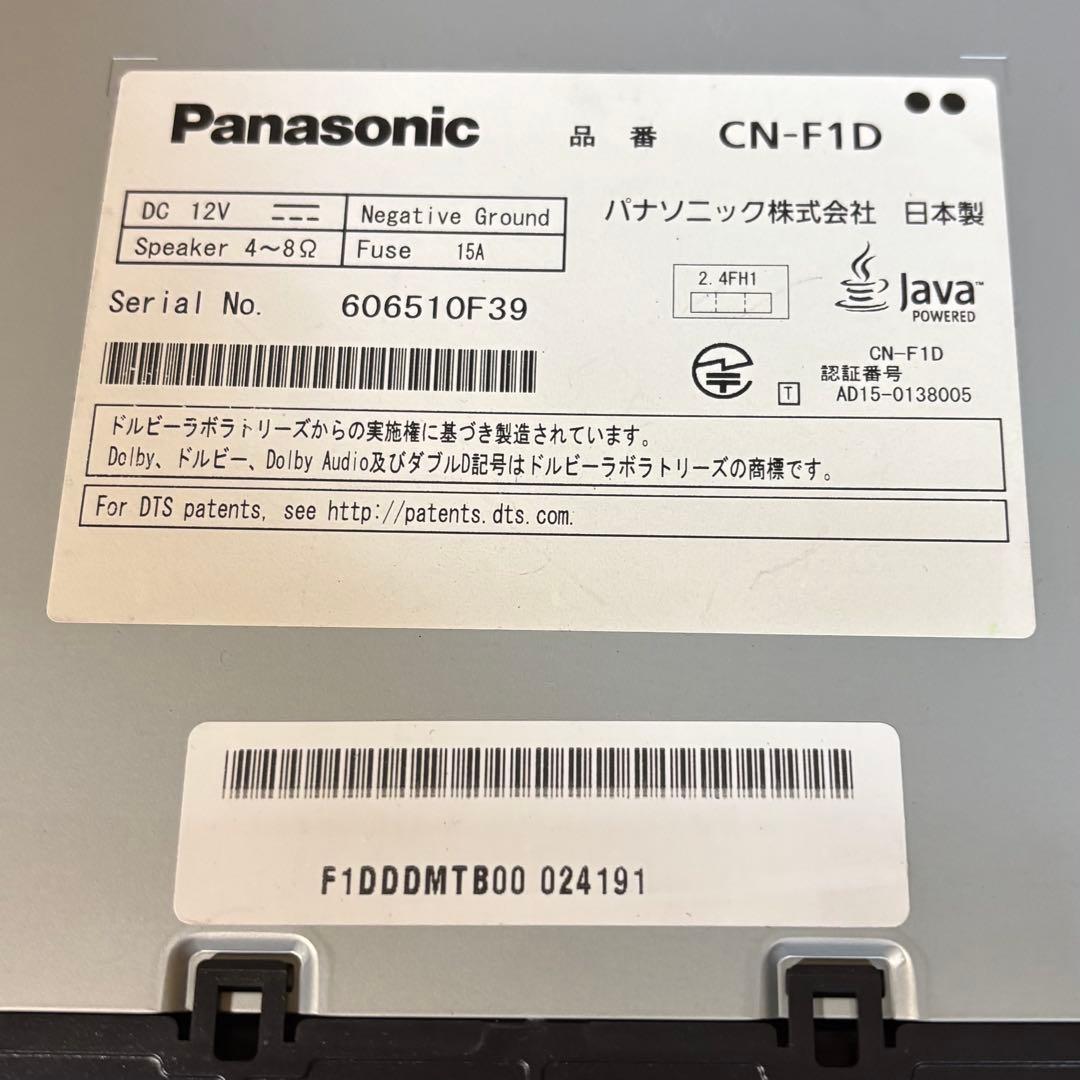 Panasonic 品番 CN-F1D
DC 12V Negative Ground
Speaker 4～8Ω Fuse 15A
パナソニック株式会社 日本製
Serial No. 606510F39
2.4FH1
Java™
POWERED
CN-F1D
認証番号
T AD15-0138005
ドルビーラボラトリーズからの実施権に基づき製造されています。
Dolby、ドルビー、Dolby Audio及びダブルD記号はドルビーラボラトリーズの商標です。
For DTS patents, see http://patents.dts.com.
F1DDDMTB00 024191